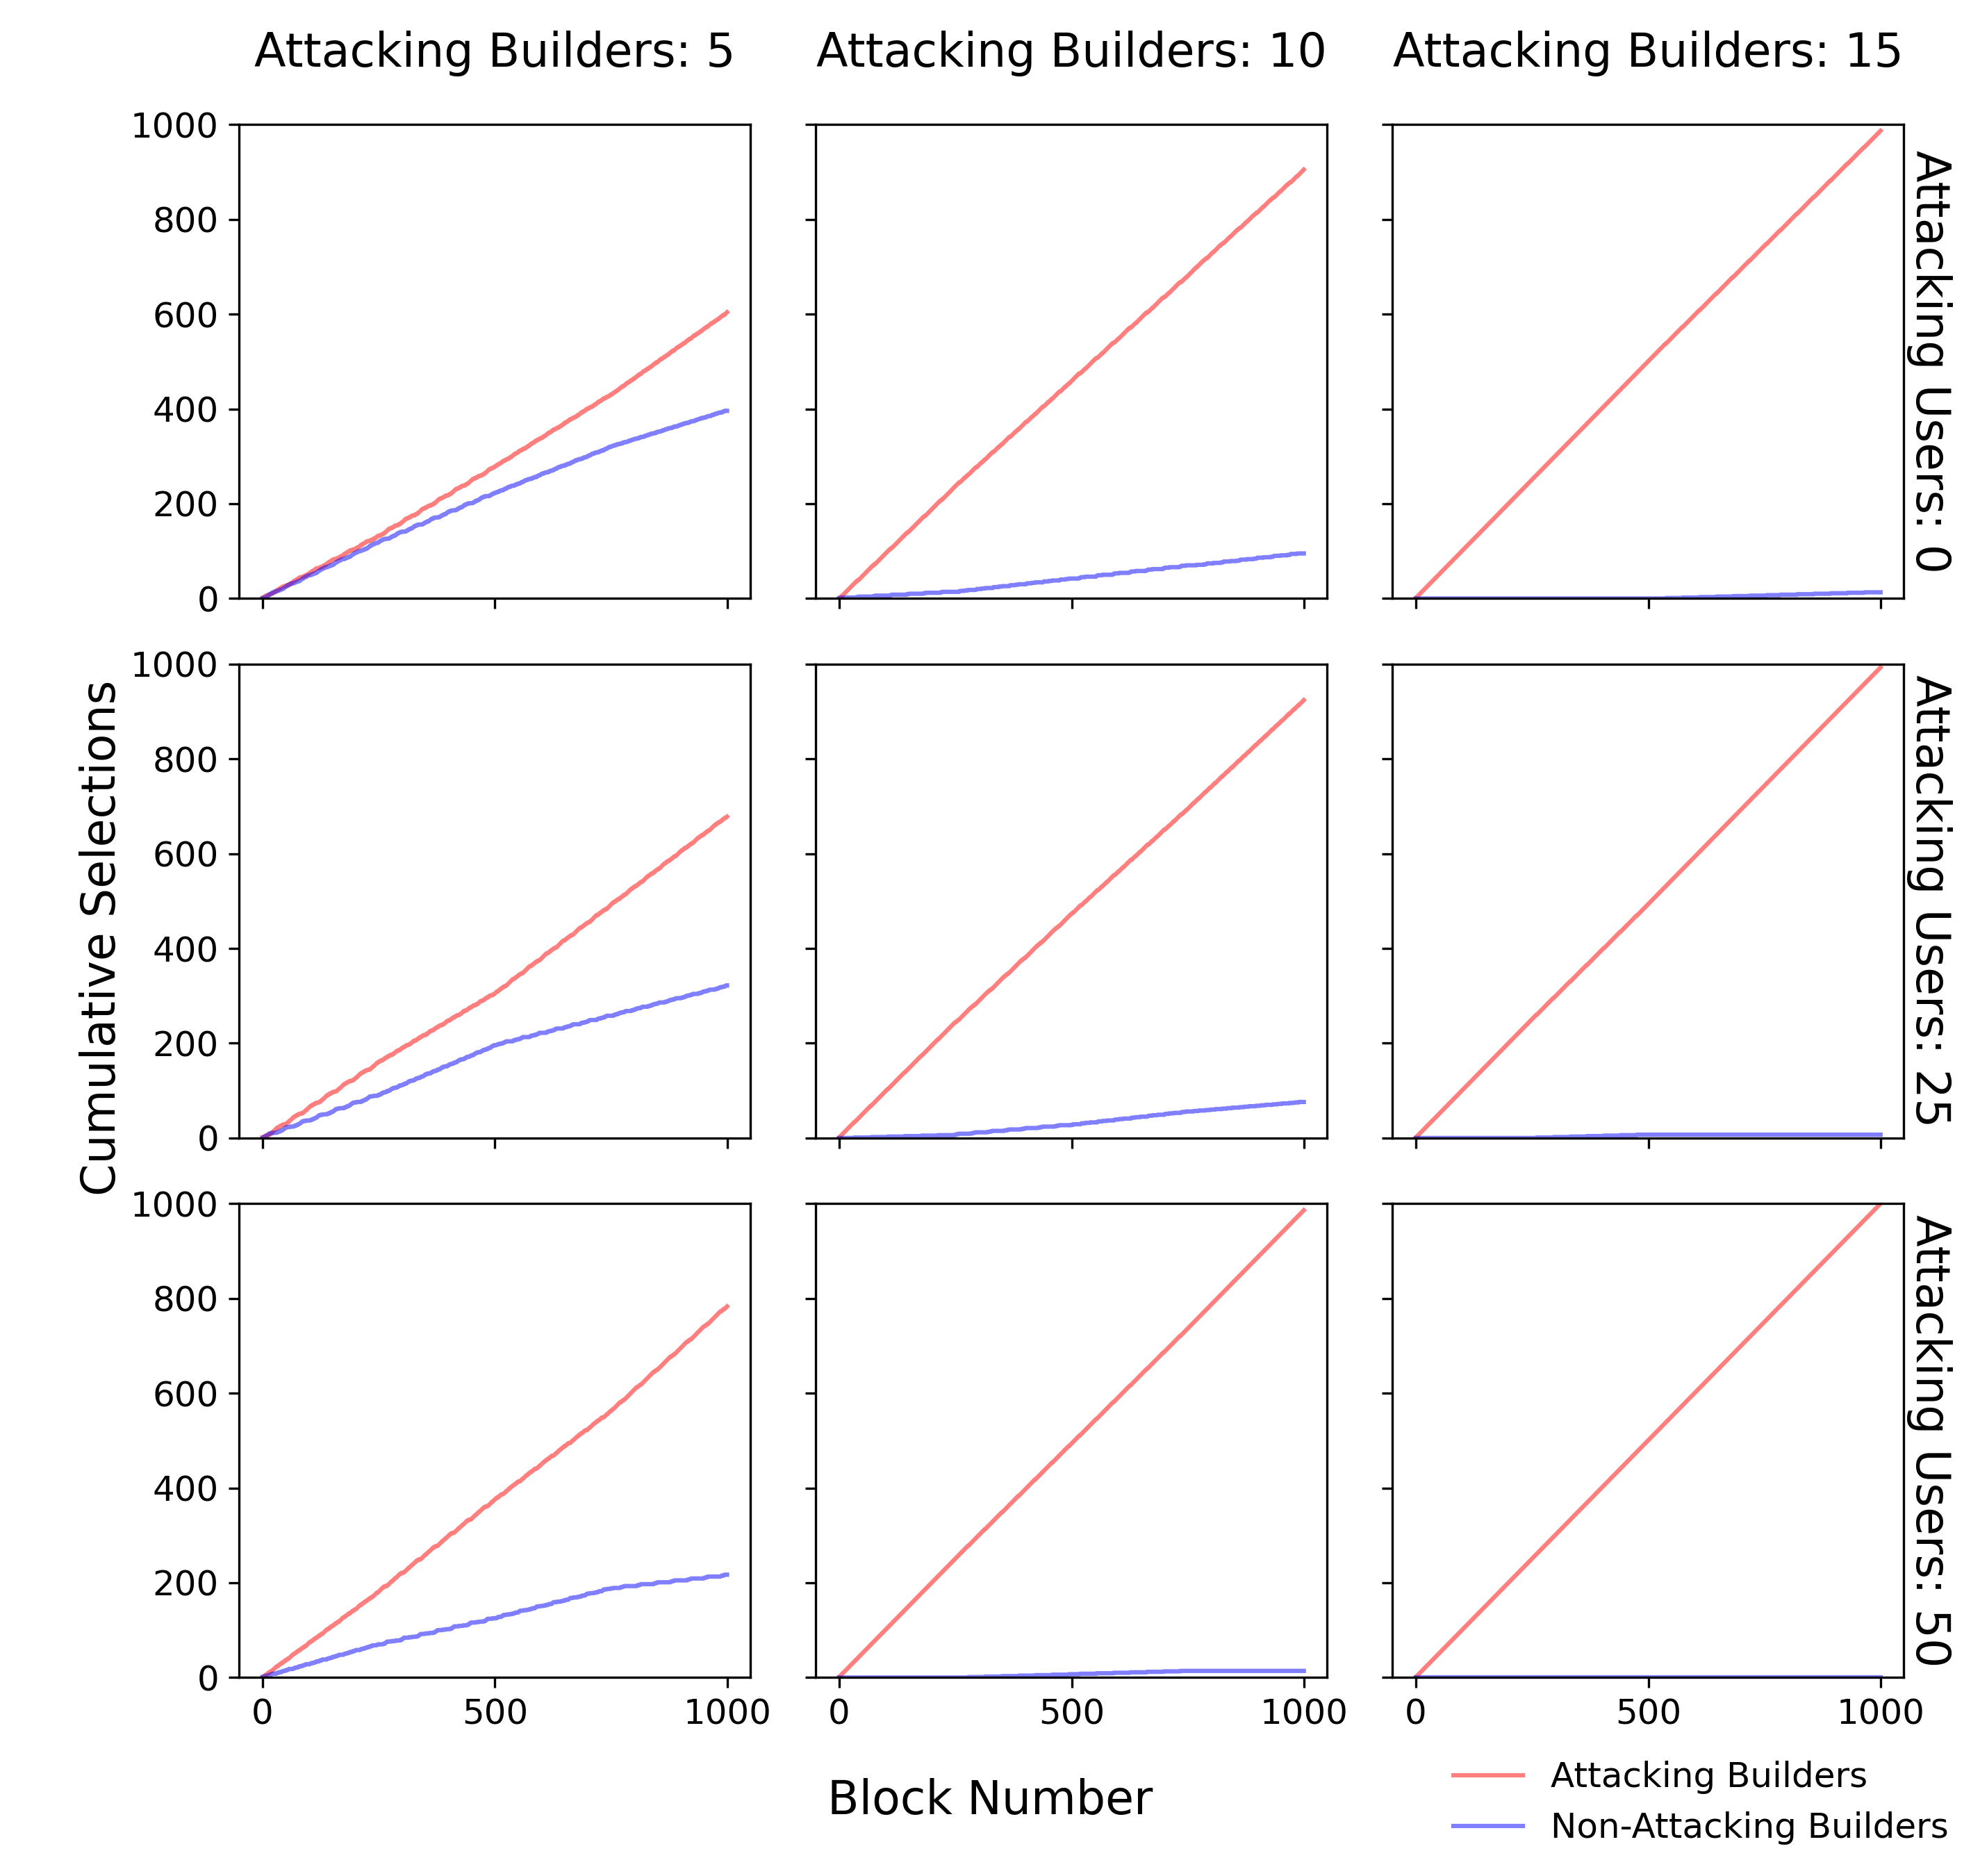 Attacking Builders: 5
Attacking Builders: 10
Attacking Builders: 15
1000
800
600
400
200
0
Attacking Users: 0
Cumulative Selections
1000
800
600
400
200
0
Attacking Users: 25
1000
800
600
400
200
0
Attacking Users: 50
0 500 1000
0 500 1000
0 500 1000
Block Number
Attacking Builders
Non-Attacking Builders